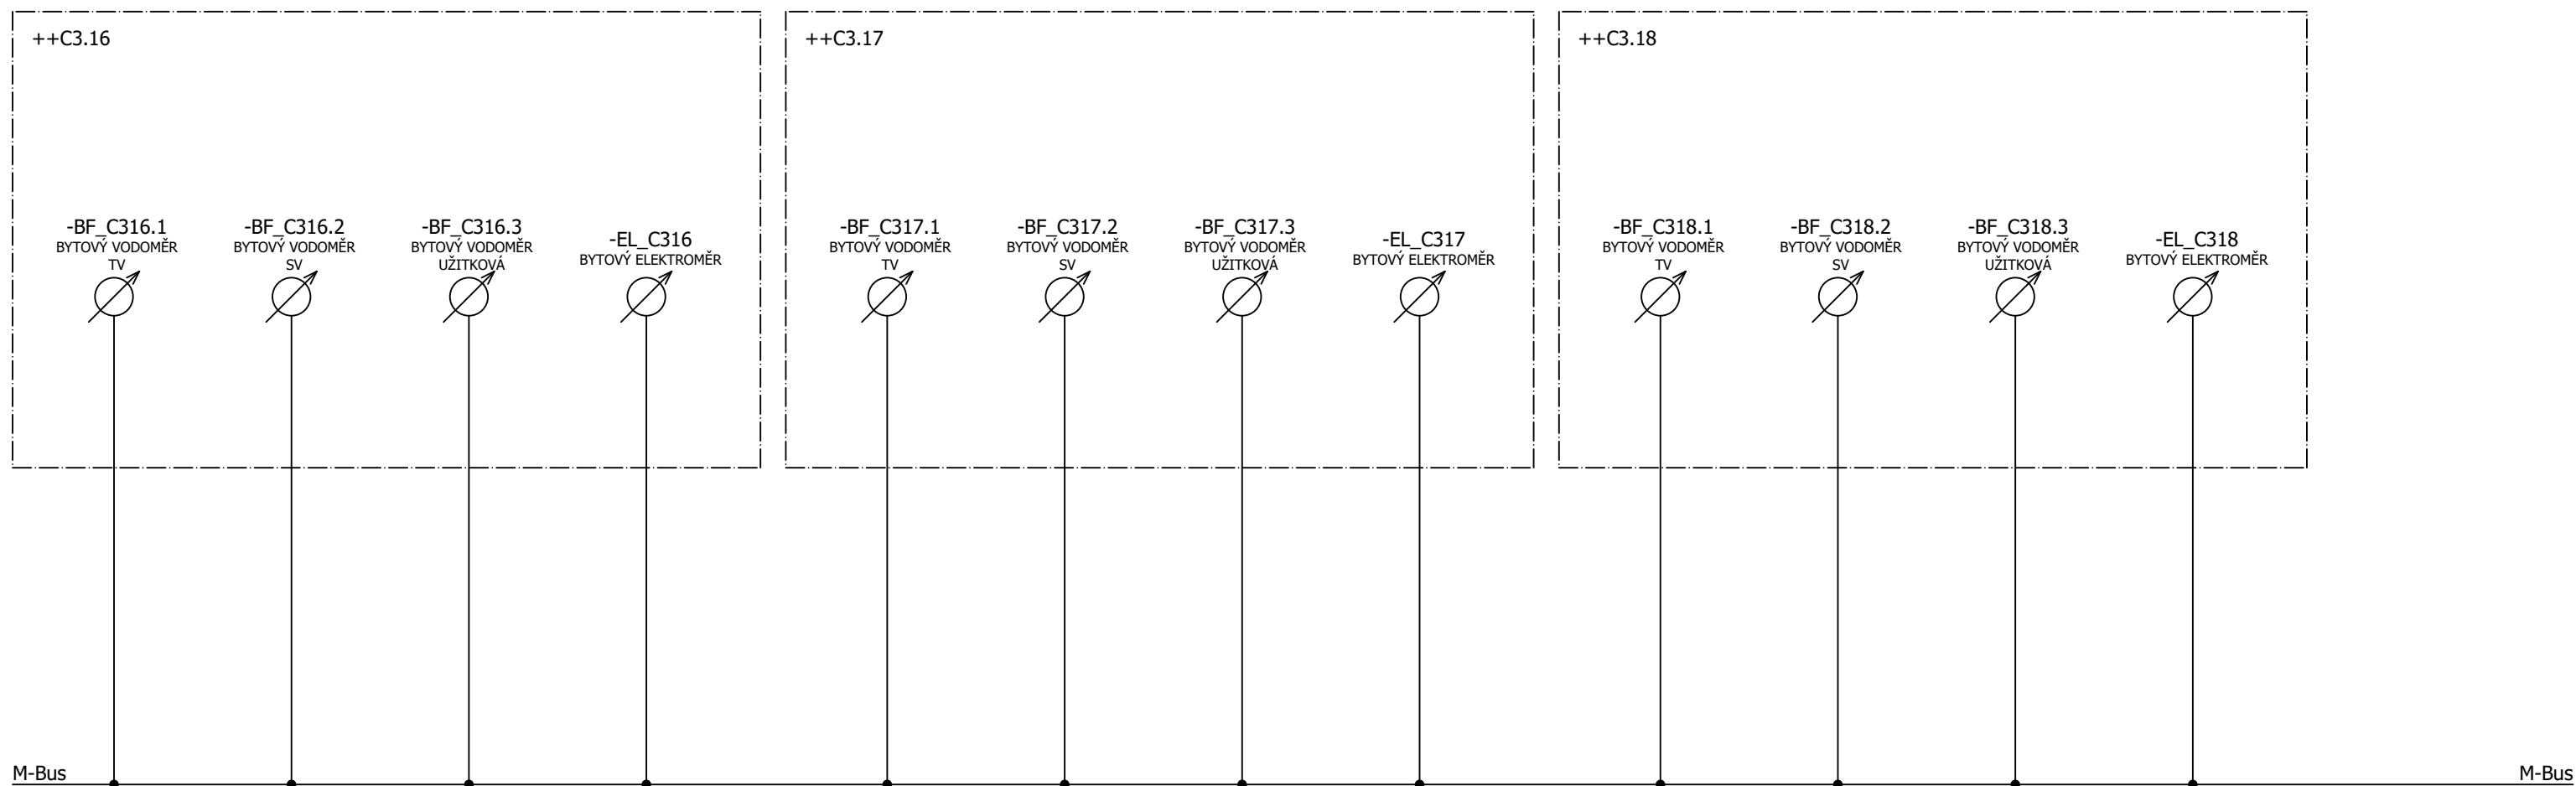 ++C3.16
-BF_C316.1
BYTOVÝ VODOMĚR
TV
-BF_C316.2
BYTOVÝ VODOMĚR
SV
-BF_C316.3
BYTOVÝ VODOMĚR
UŽITKOVÁ
-EL_C316
BYTOVÝ ELEKTROMĚR
++C3.17
-BF_C317.1
BYTOVÝ VODOMĚR
TV
-BF_C317.2
BYTOVÝ VODOMĚR
SV
-BF_C317.3
BYTOVÝ VODOMĚR
UŽITKOVÁ
-EL_C317
BYTOVÝ ELEKTROMĚR
++C3.18
-BF_C318.1
BYTOVÝ VODOMĚR
TV
-BF_C318.2
BYTOVÝ VODOMĚR
SV
-BF_C318.3
BYTOVÝ VODOMĚR
UŽITKOVÁ
-EL_C318
BYTOVÝ ELEKTROMĚR
M-Bus
M-Bus